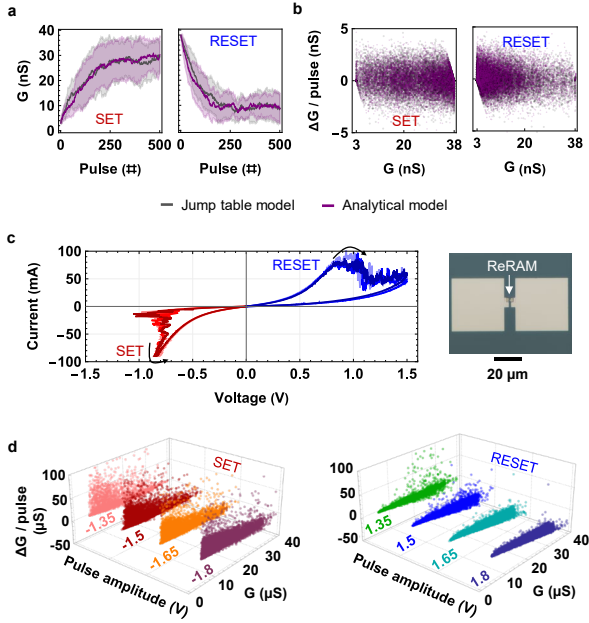 a
G (nS)
40
30
20
10
0
SET
0
250
500
Pulse (#)
RESET
0
250
500
Pulse (#)
b
ΔG / pulse (nS)
5
0
−5
SET
3
20
38
G (nS)
RESET
3
20
38
G (nS)
Jump table model
Analytical model
c
Current (mA)
100
50
0
−50
−100
RESET
SET
−1.5
−1.0
−0.5
0.0
0.5
1.0
1.5
Voltage (V)
ReRAM
20 µm
d
ΔG / pulse
(µS)
100
50
0
-50
SET
-1.35
-1.5
-1.65
-1.8
Pulse amplitude (V)
0
10
20
30
40
G (µS)
100
50
0
-50
RESET
1.35
1.5
1.65
1.8
Pulse amplitude (V)
0
10
20
30
40
G (µS)